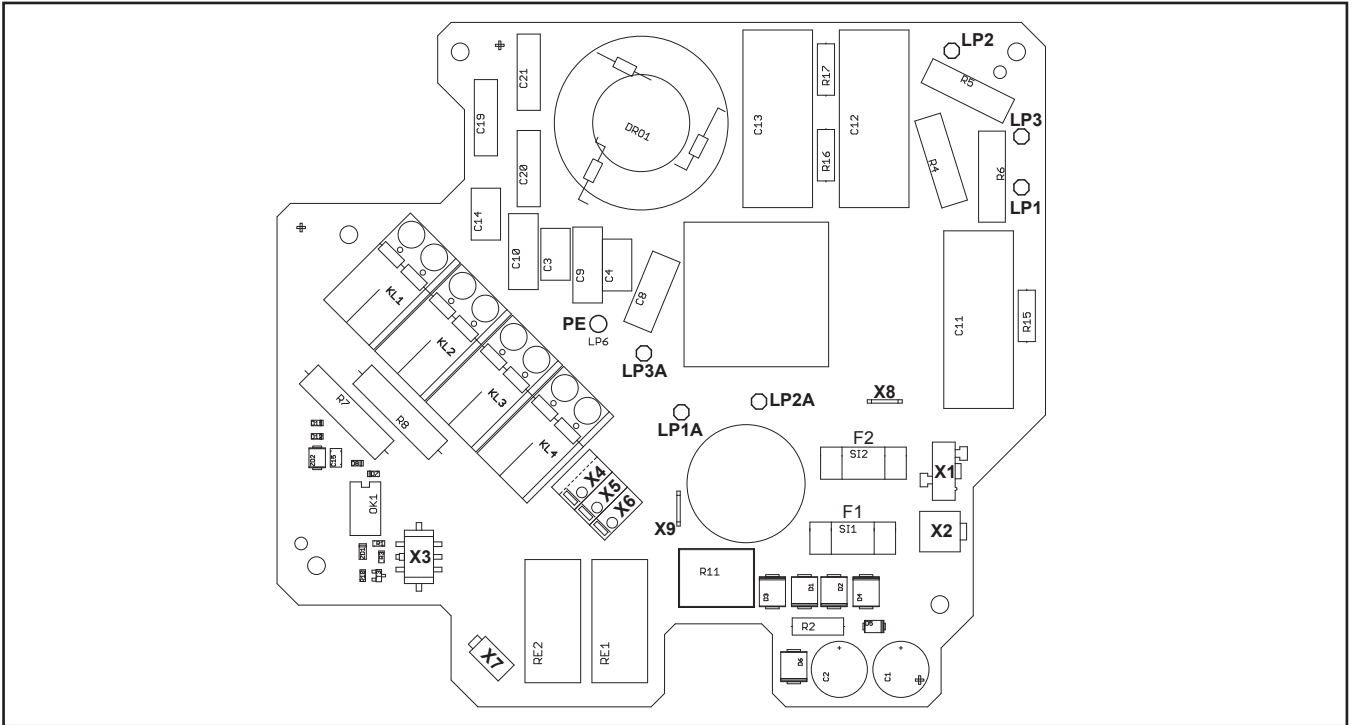 LP2
C21
R17
R5
C19
C13
C12
LP3
DR01
C20
R16
R4
R6
LP1
C14
C10
C3
C9
C4
C8
KL1
C11
R15
PE
LP6
KL2
LP3A
X8
KL3
LP2A
R7
R8
LP1A
F2
KL4
SI2
X1
X4
X5
X6
OK1
F1
X9
SI1
X2
X3
R11
D3
D1
D2
D4
R2
D5
RE2
RE1
X7
D6
C2
C1